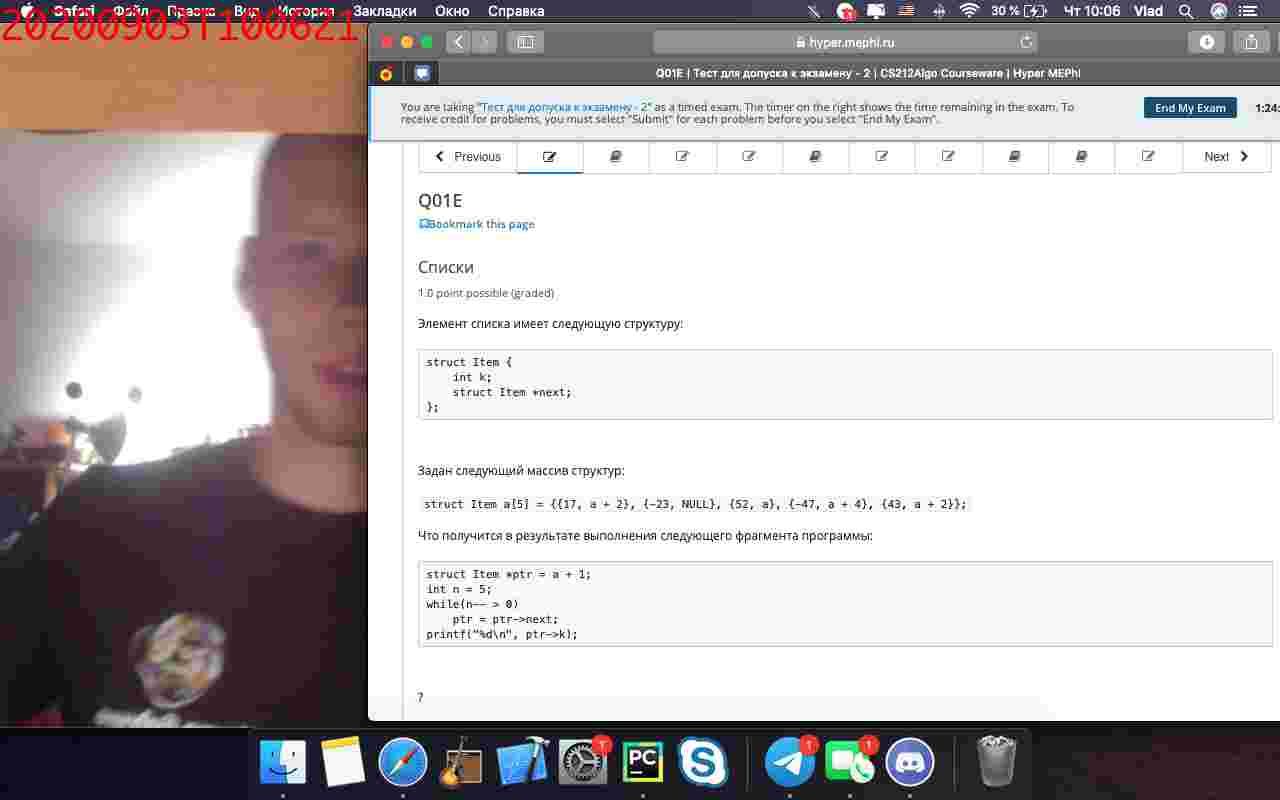 Safari Файл Правка Вид История Закладки Окно Справка 30 % Чт 10:06 Vlad
20200903T100621
hyper.mephi.ru
Q01E | Тест для допуска к экзамену - 2 | CS212Algo Courseware | Hyper MEPhI
You are taking "Тест для допуска к экзамену - 2" as a timed exam. The timer on the right shows the time remaining in the exam. To
receive credit for problems, you must select "Submit" for each problem before you select "End My Exam".
End My Exam
1:24:
Previous
Next
Q01E
Bookmark this page
Списки
1.0 point possible (graded)
Элемент списка имеет следующую структуру:
struct Item {
int k;
struct Item *next;
};
Задан следующий массив структур:
struct Item a[5] = {{17, a + 2}, {-23, NULL}, {52, a}, {-47, a + 4}, {43, a + 2}};
Что получится в результате выполнения следующего фрагмента программы:
struct Item *ptr = a + 1;
int n = 5;
while(n-- > 0)
ptr = ptr->next;
printf("%d\n", ptr->k);
?
1
PC
1
1